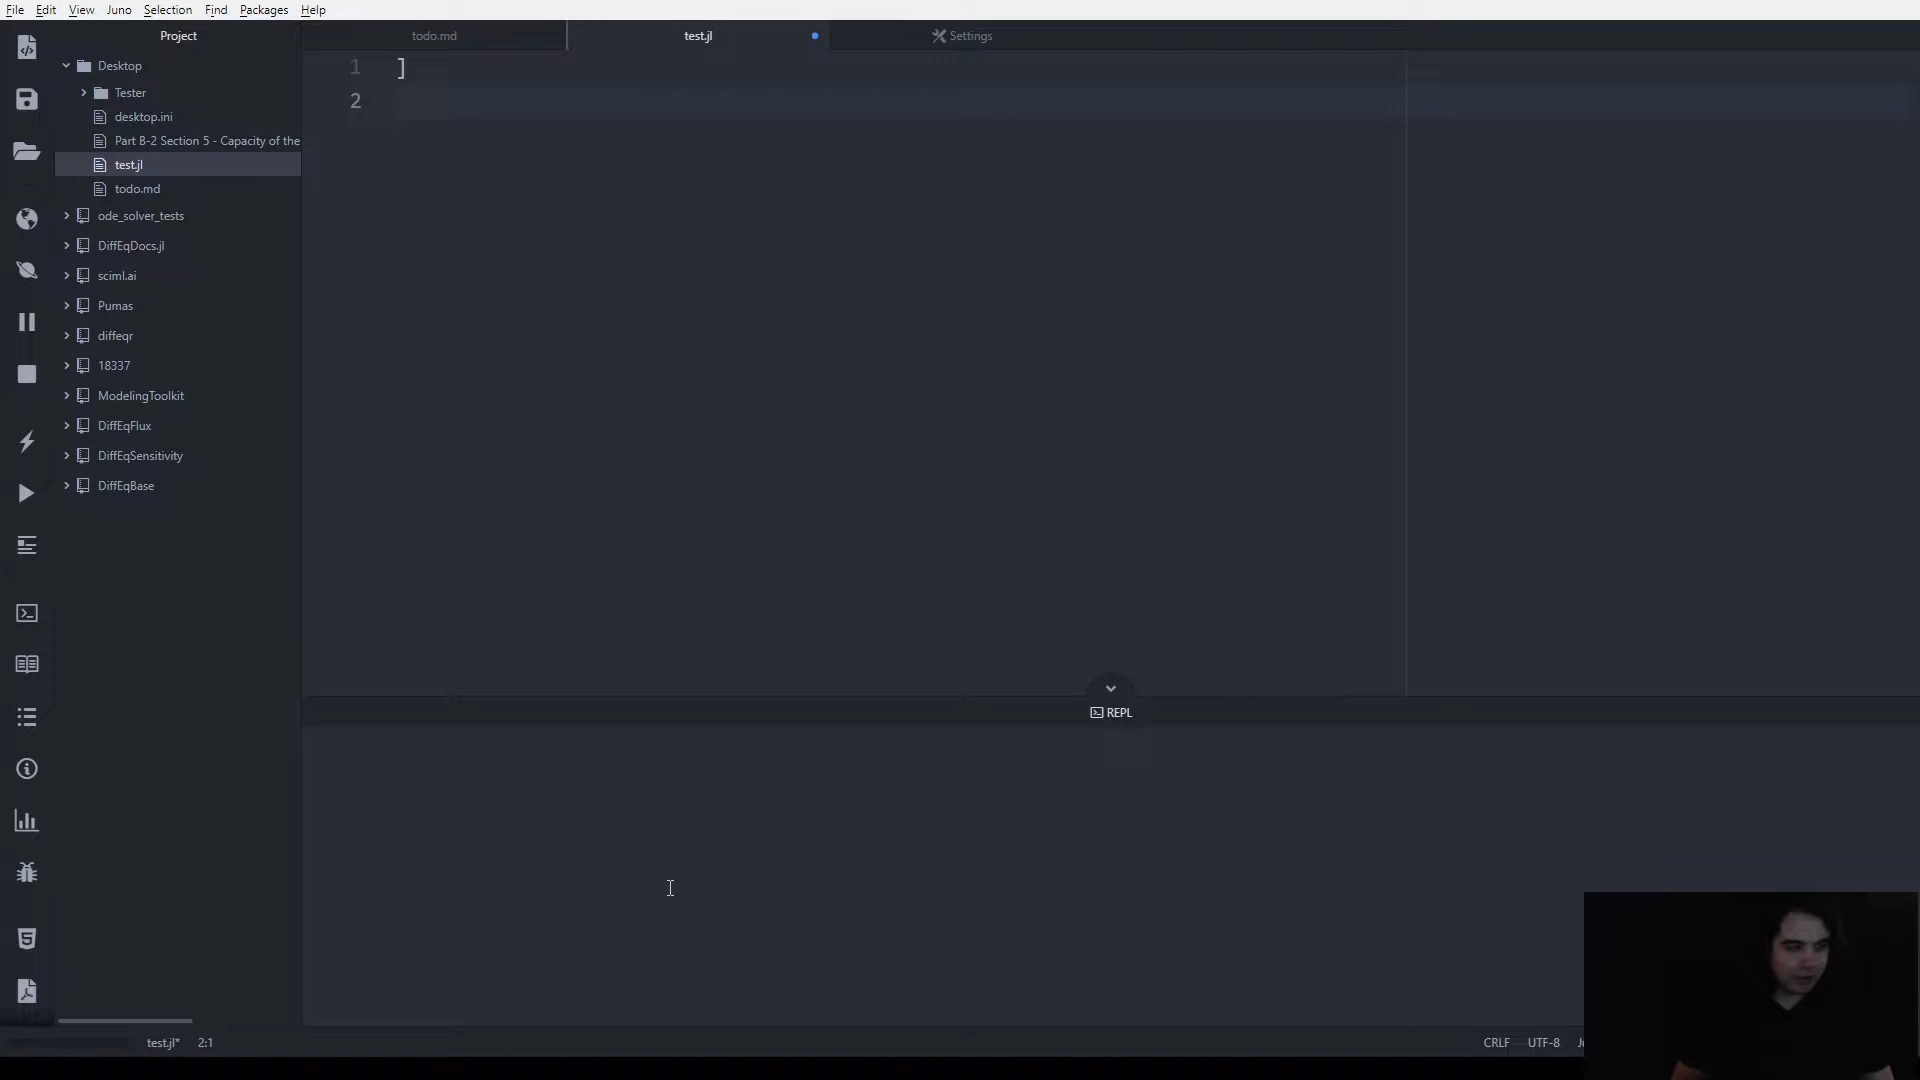 File Edit View Juno Selection Find Packages Help
Project
todo.md
test.jl
Settings
Desktop
Tester
desktop.ini
Part B-2 Section 5 - Capacity of the
test.jl
todo.md
ode_solver_tests
DiffEqDocs.jl
sciml.ai
Pumas
diffeqr
18337
ModelingToolkit
DiffEqFlux
DiffEqSensitivity
DiffEqBase
1 ]
2
REPL
test.jl* 2:1
CRLF UTF-8